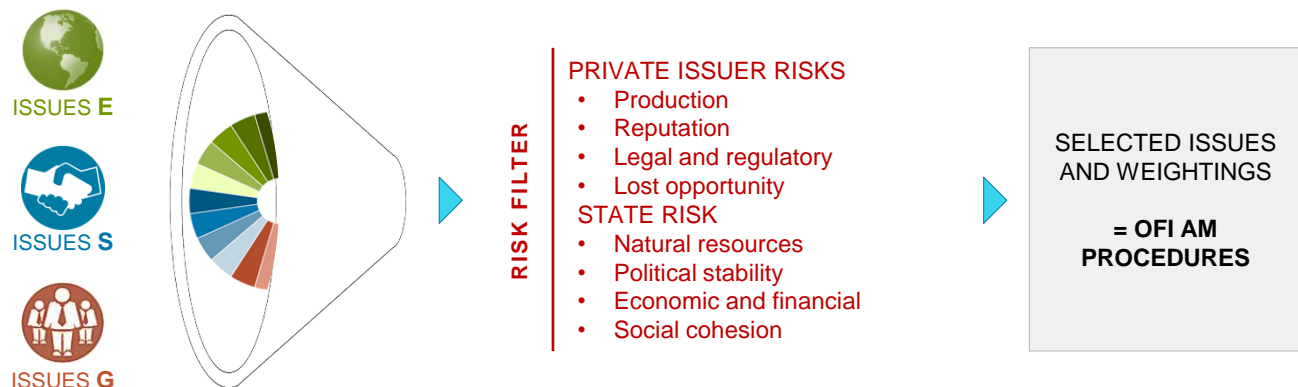 ISSUES E
ISSUES S
ISSUES G
RISK FILTER
PRIVATE ISSUER RISKS
• Production
• Reputation
• Legal and regulatory
• Lost opportunity
STATE RISK
• Natural resources
• Political stability
• Economic and financial
• Social cohesion
SELECTED ISSUES
AND WEIGHTINGS
= OFI AM
PROCEDURES